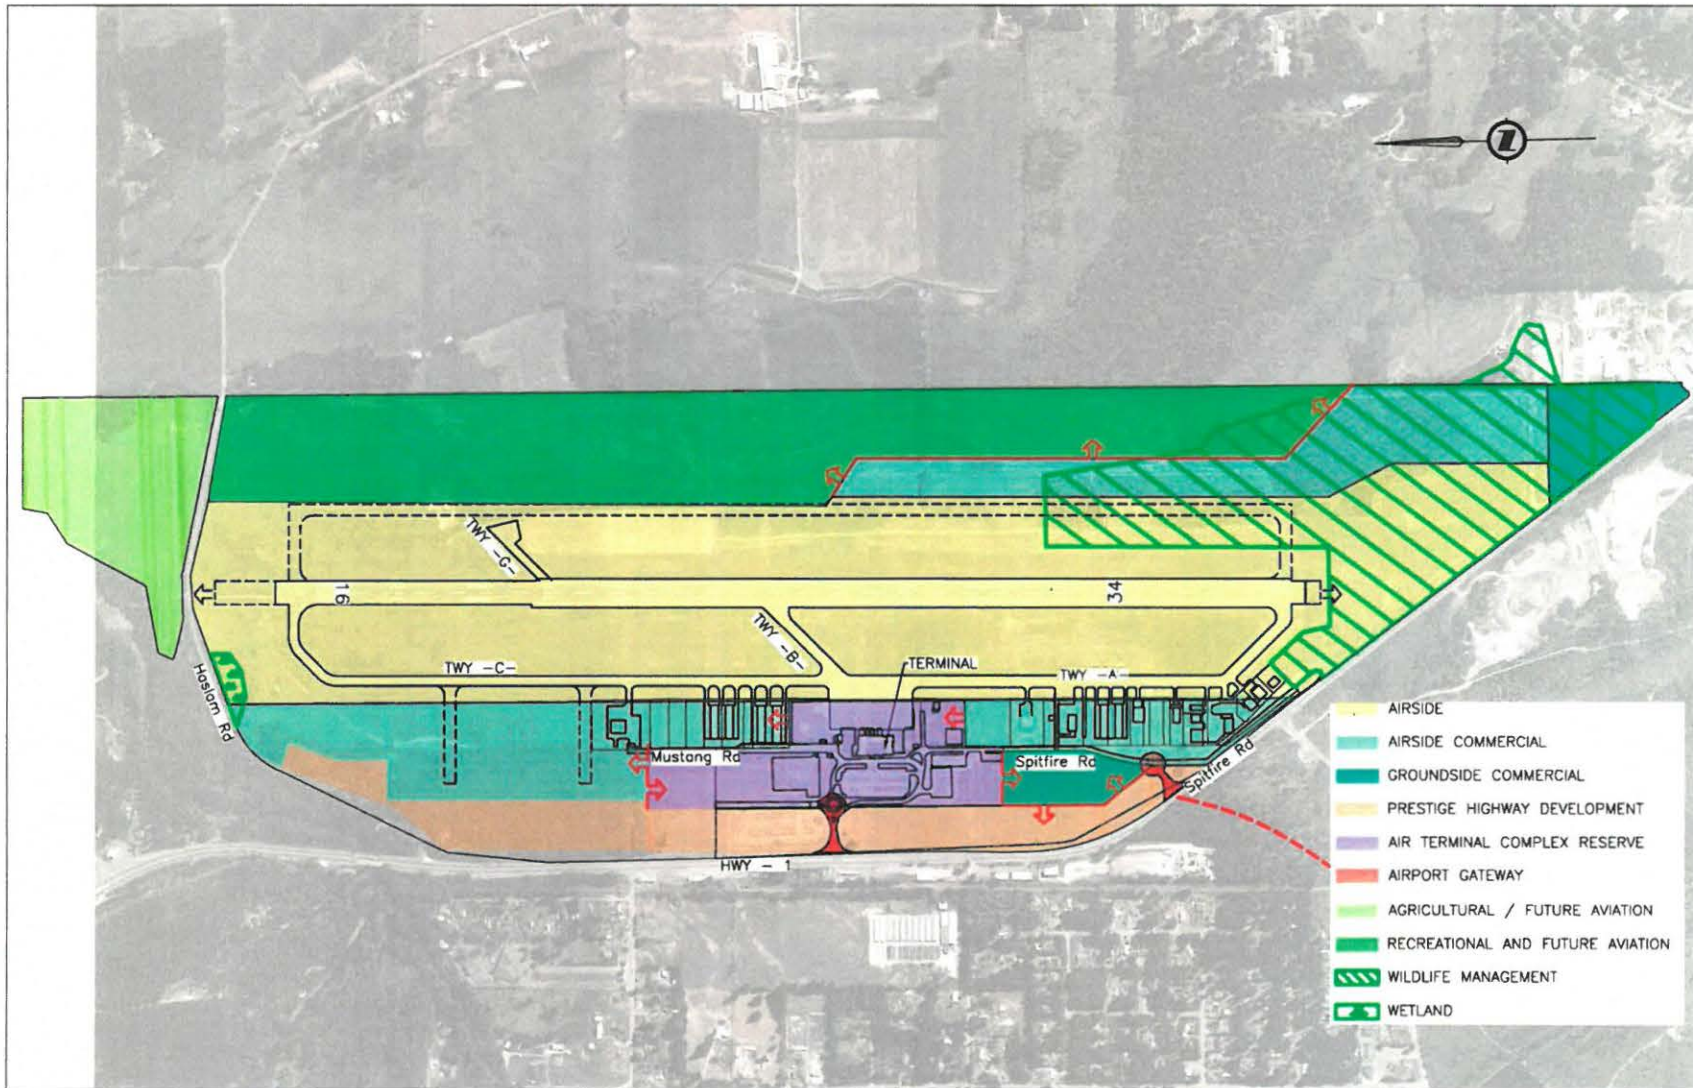 Z
TWY -G-
16
34
TWY -B-
TERMINAL
TWY -C-
TWY -A-
Haslam Rd
Mustang Rd
Spitfire Rd
Spitfire Rd
HWY - 1
AIRSIDE
AIRSIDE COMMERCIAL
GROUNDSIDE COMMERCIAL
PRESTIGE HIGHWAY DEVELOPMENT
AIR TERMINAL COMPLEX RESERVE
AIRPORT GATEWAY
AGRICULTURAL / FUTURE AVIATION
RECREATIONAL AND FUTURE AVIATION
WILDLIFE MANAGEMENT
WETLAND